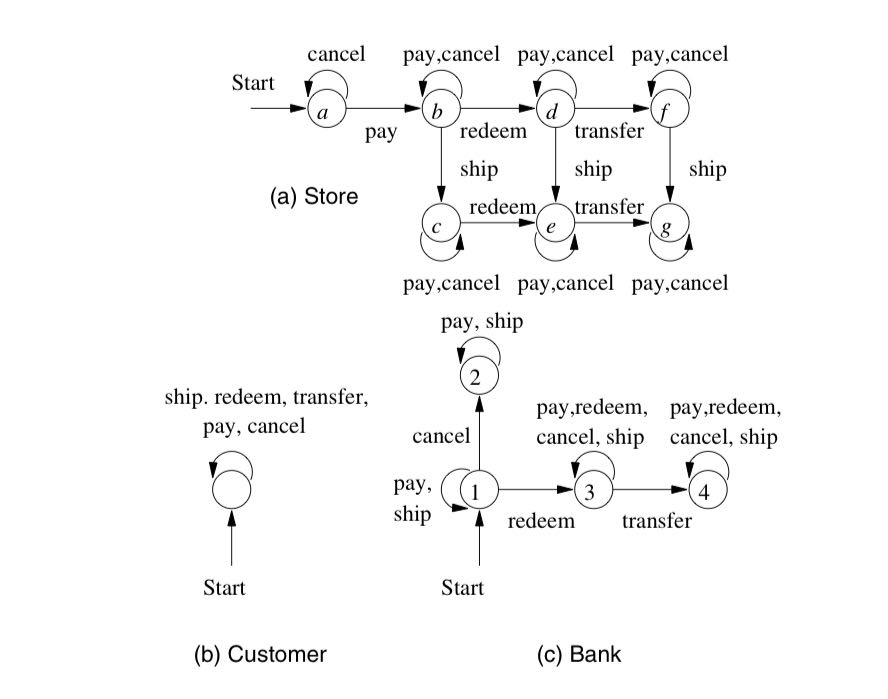 cancel pay,cancel pay,cancel pay,cancel
Start
a b d f
pay redeem transfer
ship ship ship
(a) Store
redeem transfer
c e g
pay,cancel pay,cancel pay,cancel
pay, ship
2
ship. redeem, transfer,
pay, cancel
pay,redeem, pay,redeem,
cancel, ship cancel, ship
cancel
pay,
ship
1 3 4
redeem transfer
Start Start
(b) Customer (c) Bank